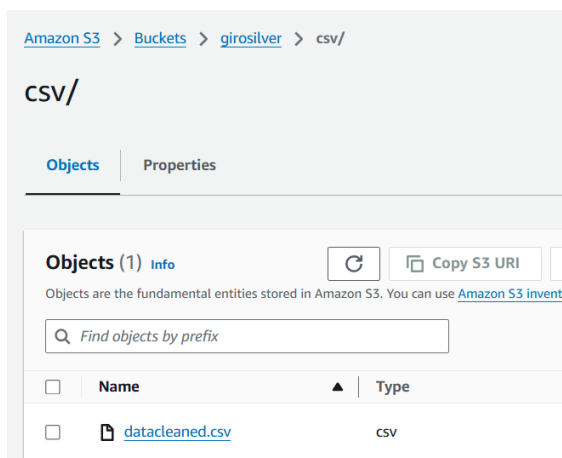 Amazon S3 > Buckets > girosilver > csv/
csv/
Objects Properties
Objects (1) Info Copy S3 URI
Objects are the fundamental entities stored in Amazon S3. You can use Amazon S3 invent
Find objects by prefix
Name Type
datacleaned.csv csv